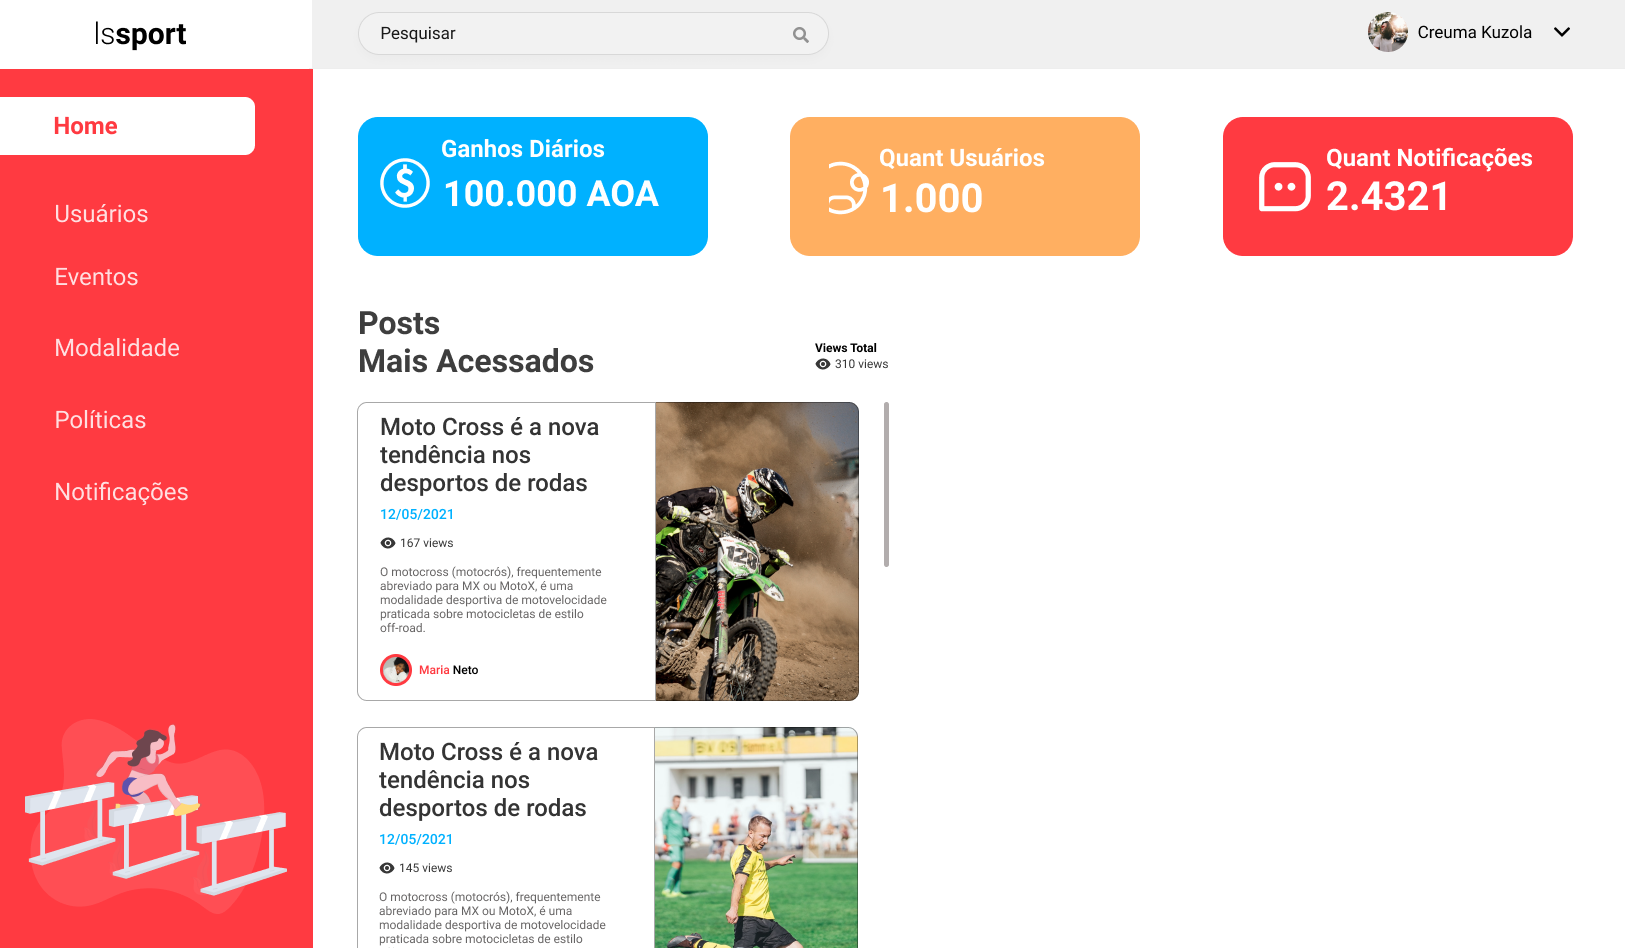 lssport
Pesquisar
Creuma Kuzola
Home
Usuários
Eventos
Modalidade
Políticas
Notificações
Ganhos Diários
100.000 AOA
Quant Usuários
1.000
Quant Notificações
2.4321
Posts
Mais Acessados
Views Total
310 views
Moto Cross é a nova
tendência nos
desportos de rodas
12/05/2021
167 views
O motocross (motocrós), frequentemente
abreviado para MX ou MotoX, é uma
modalidade desportiva de motovelocidade
praticada sobre motocicletas de estilo
off-road.
Maria Neto
128
Moto Cross é a nova
tendência nos
desportos de rodas
12/05/2021
145 views
O motocross (motocrós), frequentemente
abreviado para MX ou MotoX, é uma
modalidade desportiva de motovelocidade
praticada sobre motocicletas de estilo